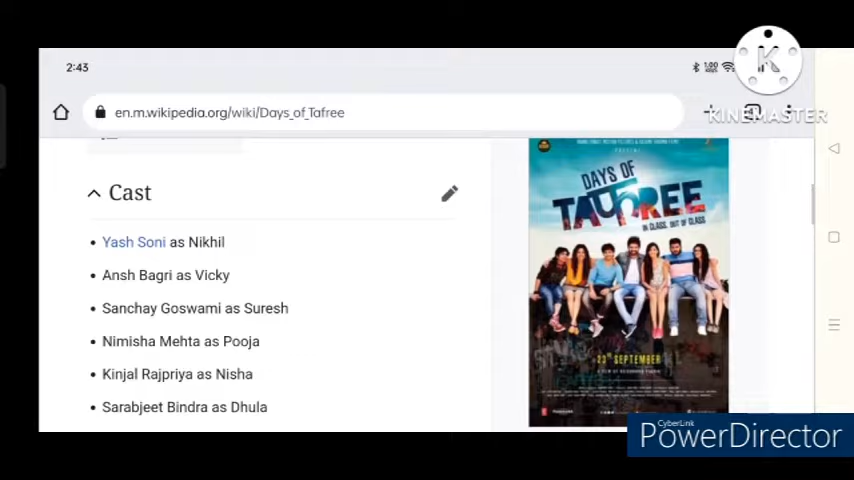 2:43
1.00
KINEMASTER
en.m.wikipedia.org/wiki/Days_of_Tafree
Cast
• Yash Soni as Nikhil
• Ansh Bagri as Vicky
• Sanchay Goswami as Suresh
• Nimisha Mehta as Pooja
• Kinjal Rajpriya as Nisha
• Sarabjeet Bindra as Dhula
DAYS OF
TAFREE
IN CLASS. OUT OF CLASS
23RD SEPTEMBER
CyberLink
PowerDirector